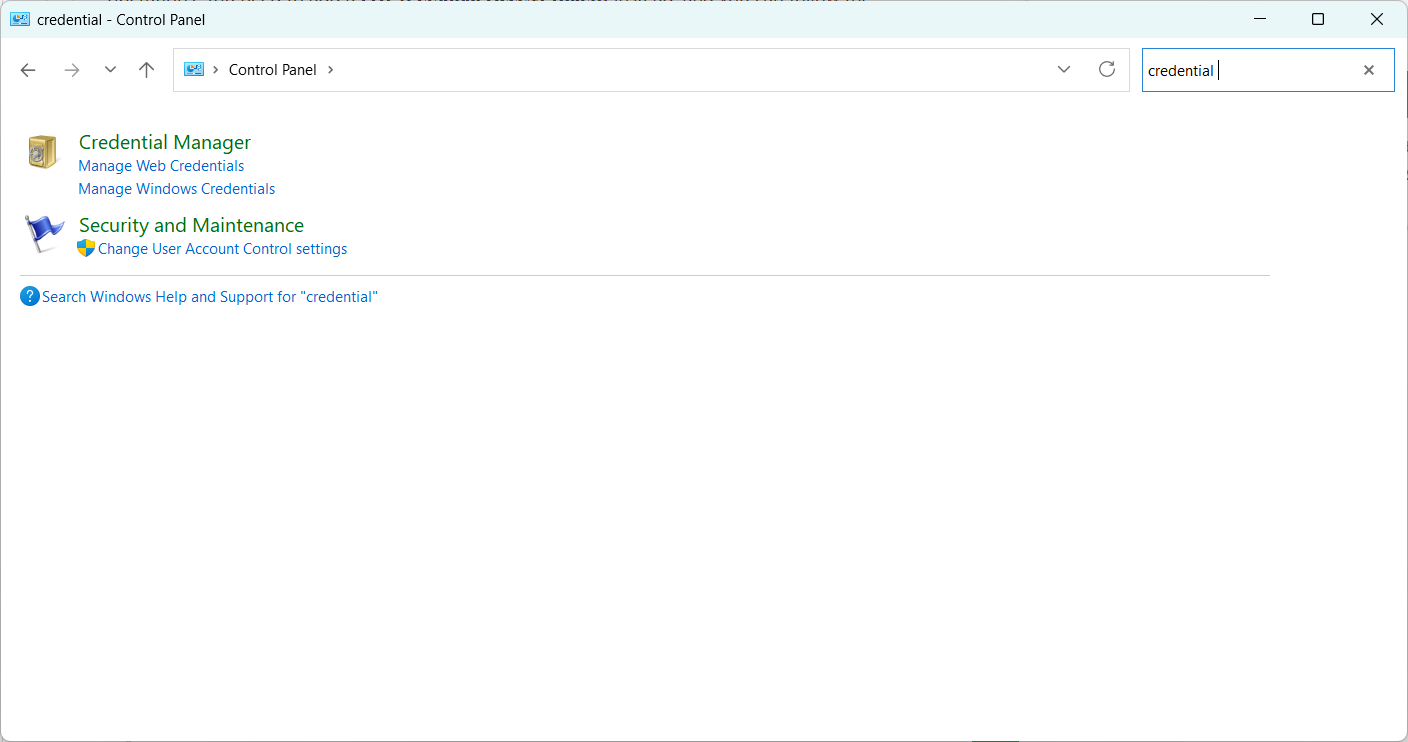 credential - Control Panel
Control Panel
credential
Credential Manager
Manage Web Credentials
Manage Windows Credentials
Security and Maintenance
Change User Account Control settings
Search Windows Help and Support for "credential"